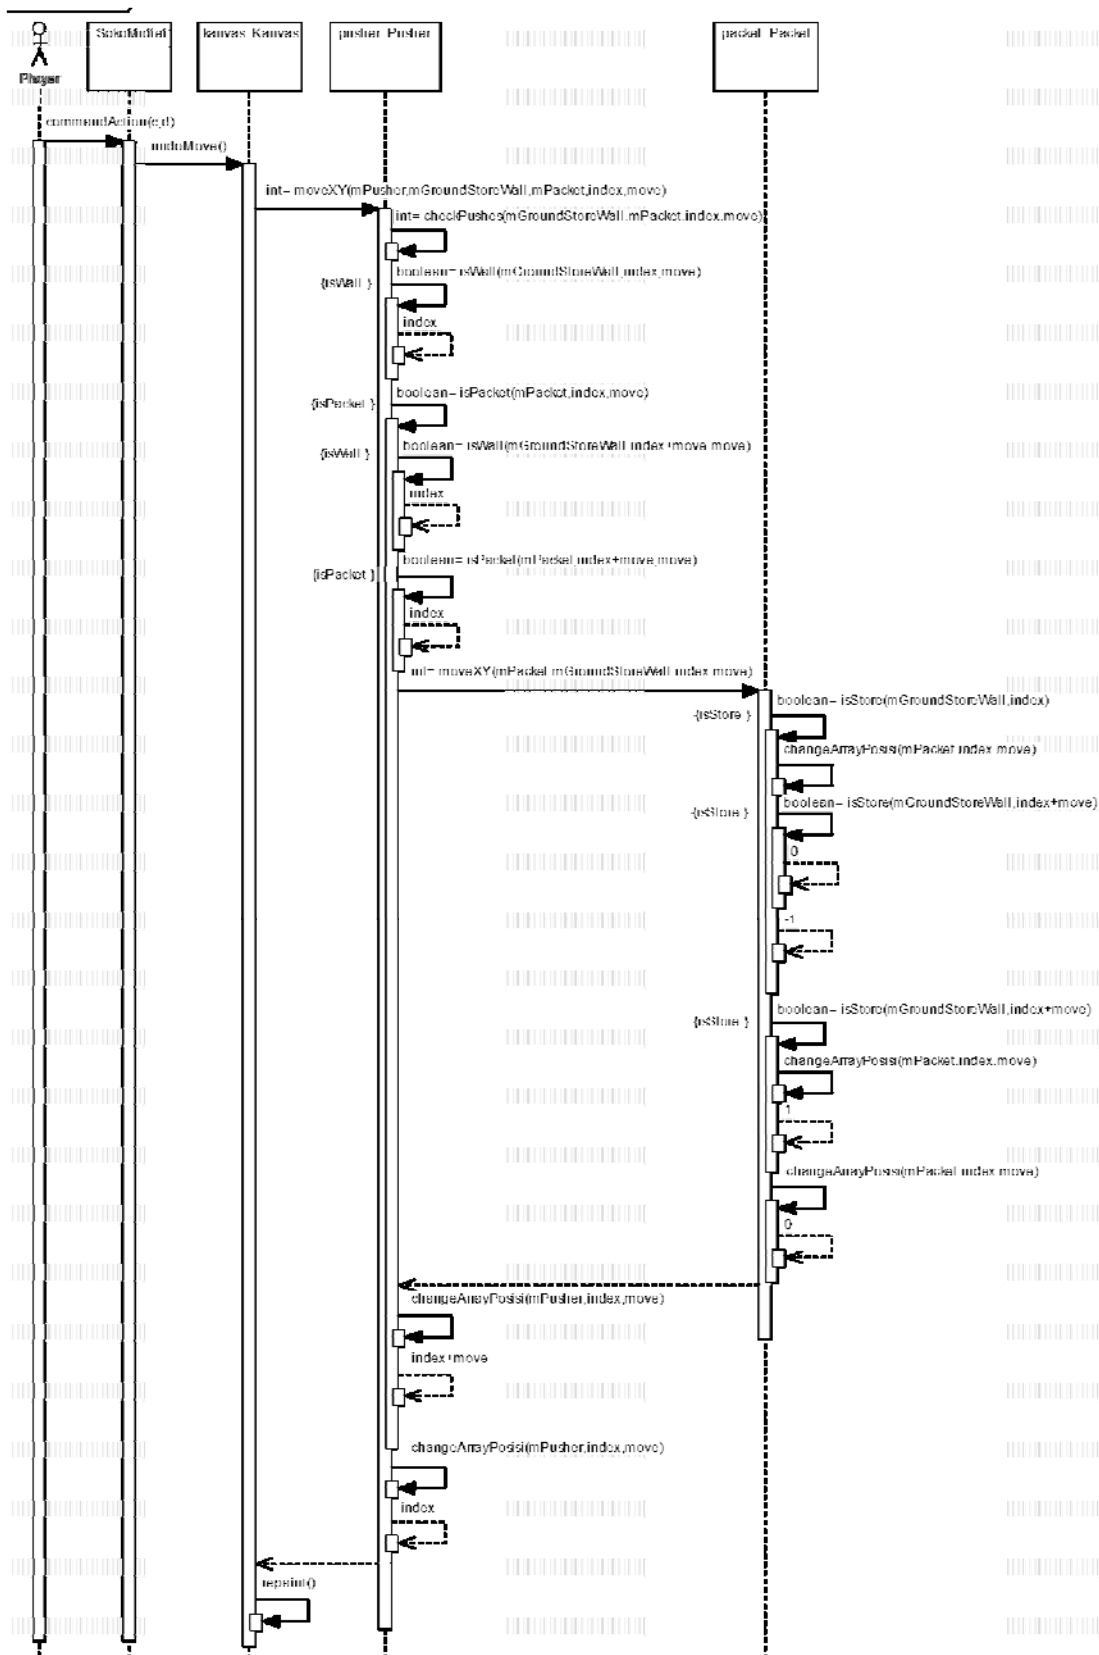 Player
SokoMidlet
kanvas Kanvas
pusher Pusher
packet Packet
commandAction(c,d)
undoMove()
int= moveXY(mPusher,mGroundStoreWall,mPacket,index,move)
int= checkPushes(mGroundStoreWall,mPacket,index,move)
boolean= isWall(mGroundStoreWall,index,move)
{isWall }
index
boolean= isPacket(mPacket,index,move)
{isPacket }
boolean= isWall(mGroundStoreWall,index+move,move)
{isWall }
index
boolean= isPacket(mPacket,index+move,move)
{isPacket }
index
int= moveXY(mPacket,mGroundStoreWall,index,move)
boolean= isStore(mGroundStoreWall,index)
{isStore }
changeArrayPosisi(mPacket,index,move)
boolean= isStore(mGroundStoreWall,index+move)
{isStore }
0
-1
boolean= isStore(mGroundStoreWall,index+move)
{isStore }
changeArrayPosisi(mPacket,index,move)
1
changeArrayPosisi(mPacket,index,move)
0
changeArrayPosisi(mPusher,index,move)
index+move
changeArrayPosisi(mPusher,index,move)
index
repaint()